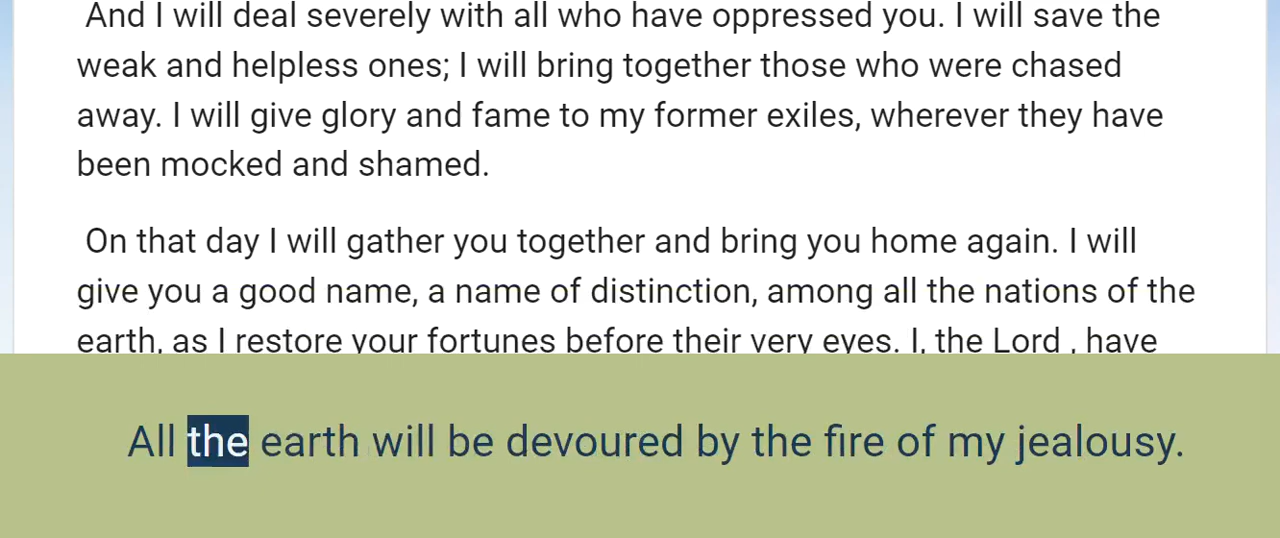 And I will deal severely with all who have oppressed you. I will save the
weak and helpless ones; I will bring together those who were chased
away. I will give glory and fame to my former exiles, wherever they have
been mocked and shamed.
On that day I will gather you together and bring you home again. I will
give you a good name, a name of distinction, among all the nations of the
earth, as I restore your fortunes before their very eyes. I, the Lord , have
All the earth will be devoured by the fire of my jealousy.